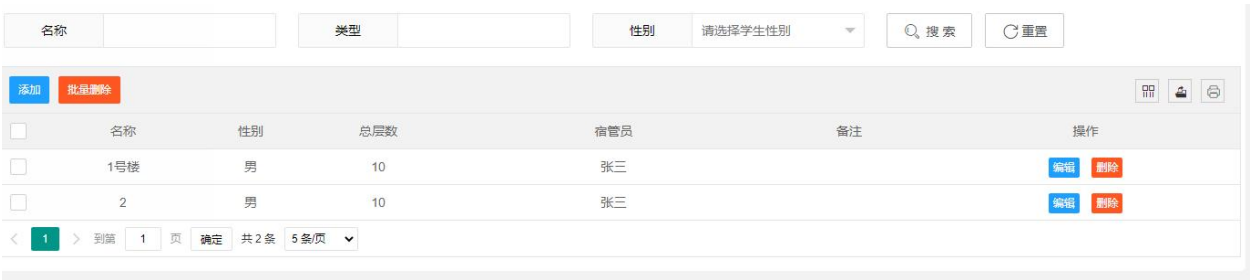 名称 类型 性别 请选择学生性别 搜索 重置
添加 批量删除
名称 性别 总层数 宿管员 备注 操作
1号楼 男 10 张三 编辑 删除
2 男 10 张三 编辑 删除
1 到第 1 页 确定 共2条 5条/页